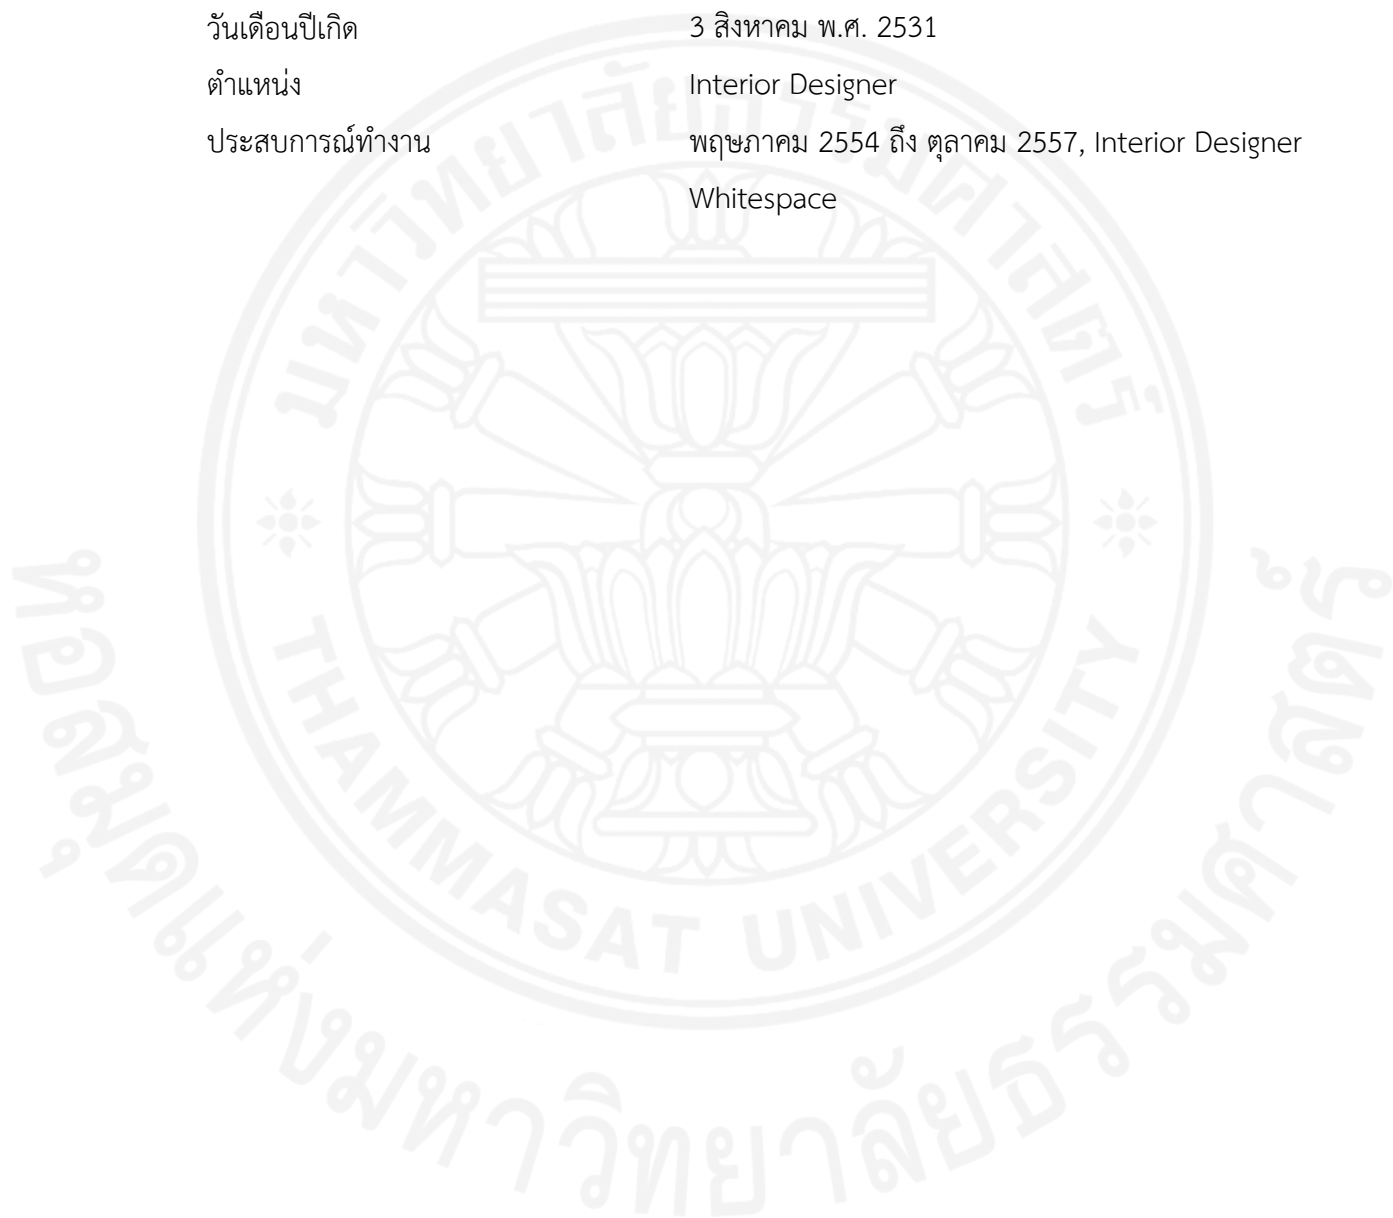 วันเดือนปีเกิด 3 สิงหาคม พ.ศ. 2531
ตำแหน่ง Interior Designer
ประสบการณ์ทำงาน พฤษภาคม 2554 ถึง ตุลาคม 2557, Interior Designer
Whitespace
มหาวิทยาลัยธรรมศาสตร์
THAMMASAT UNIVERSITY
หอสมุดแห่งมหาวิทยาลัยธรรมศาสตร์